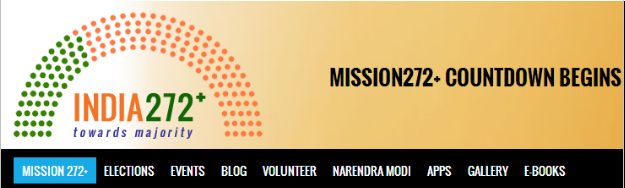 MISSION272+ COUNTDOWN BEGINS
INDIA272+
towards majority
MISSION 272+ ELECTIONS EVENTS BLOG VOLUNTEER NARENDRA MODI APPS GALLERY E-BOOKS